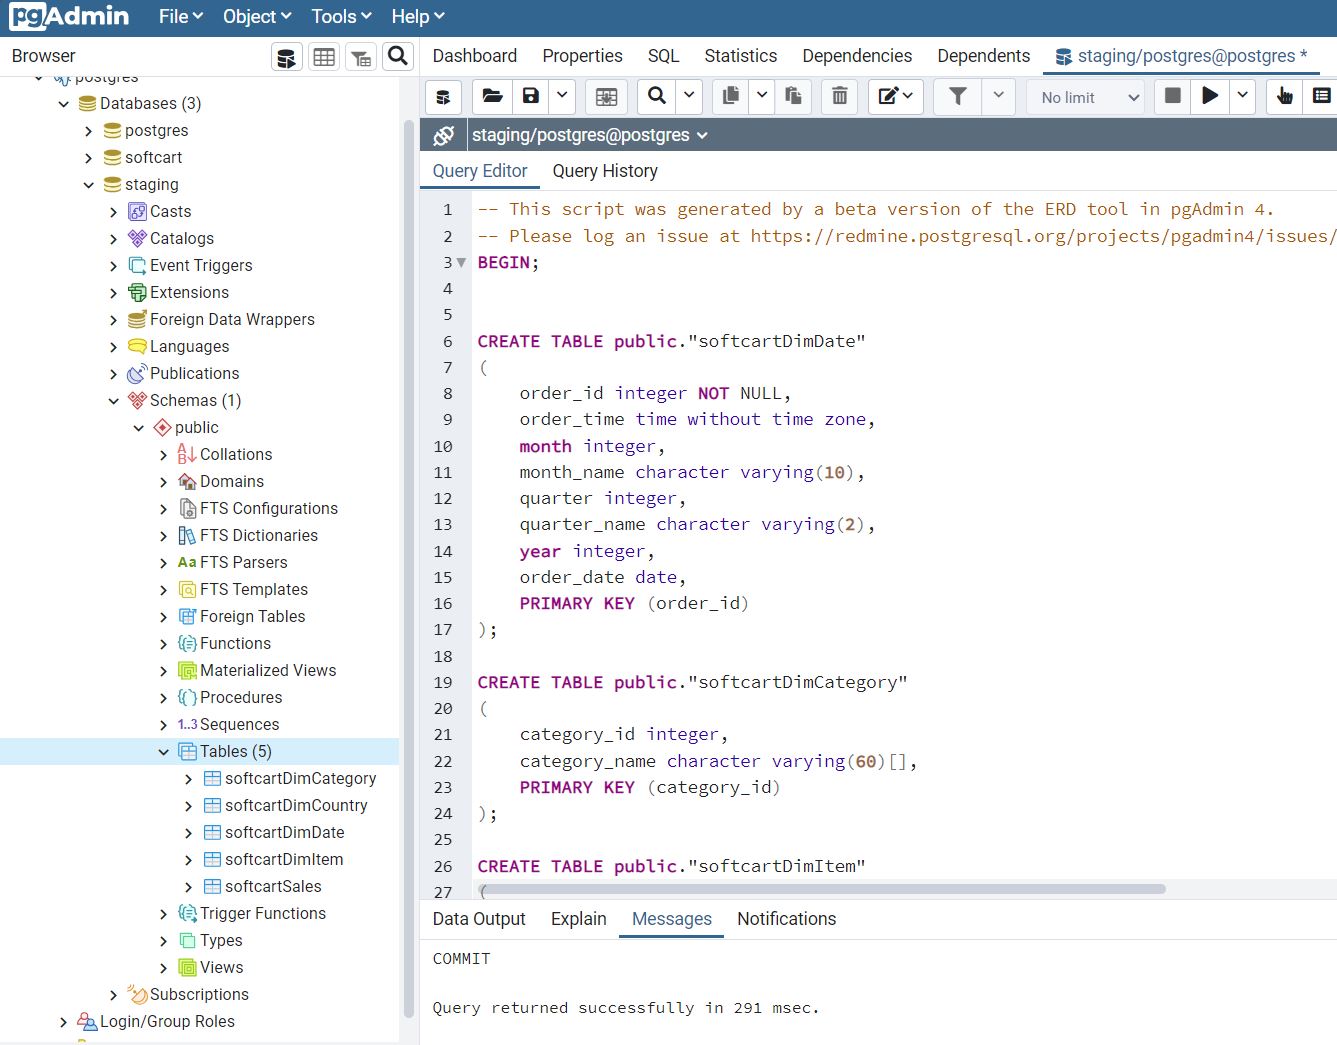 pgAdmin File Object Tools Help
Browser
Dashboard Properties SQL Statistics Dependencies Dependents staging/postgres@postgres *
postgres
Databases (3)
postgres
softcart
staging
Casts
Catalogs
Event Triggers
Extensions
Foreign Data Wrappers
Languages
Publications
Schemas (1)
public
Collations
Domains
FTS Configurations
FTS Dictionaries
Aa FTS Parsers
FTS Templates
Foreign Tables
Functions
Materialized Views
Procedures
1..3 Sequences
Tables (5)
softcartDimCategory
softcartDimCountry
softcartDimDate
softcartDimItem
softcartSales
Trigger Functions
Types
Views
Subscriptions
Login/Group Roles
No limit
staging/postgres@postgres
Query Editor Query History
1 -- This script was generated by a beta version of the ERD tool in pgAdmin 4.
2 -- Please log an issue at https://redmine.postgresql.org/projects/pgadmin4/issues/
3 BEGIN;
4
5
6 CREATE TABLE public."softcartDimDate"
7 (
8 order_id integer NOT NULL,
9 order_time time without time zone,
10 month integer,
11 month_name character varying(10),
12 quarter integer,
13 quarter_name character varying(2),
14 year integer,
15 order_date date,
16 PRIMARY KEY (order_id)
17 );
18
19 CREATE TABLE public."softcartDimCategory"
20 (
21 category_id integer,
22 category_name character varying(60)[],
23 PRIMARY KEY (category_id)
24 );
25
26 CREATE TABLE public."softcartDimItem"
27 (
Data Output Explain Messages Notifications
COMMIT
Query returned successfully in 291 msec.